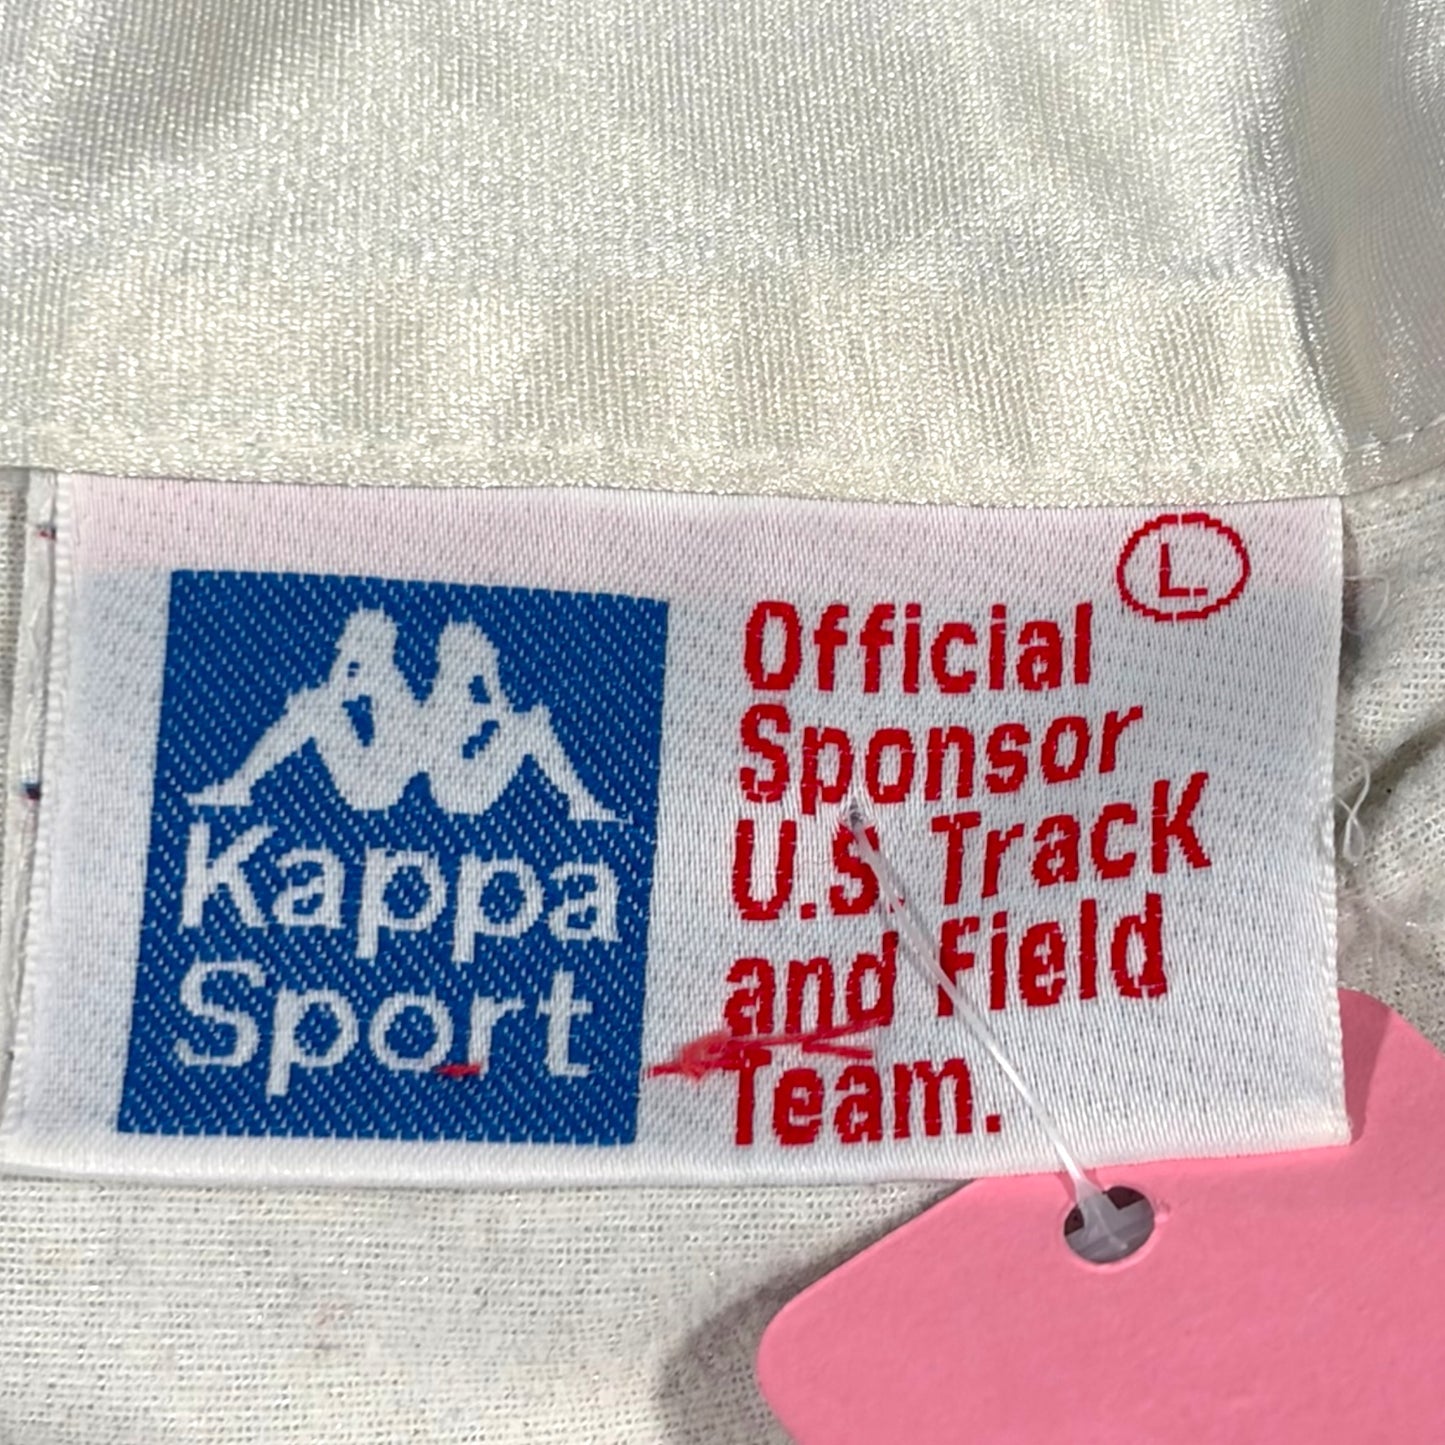 L.
Official
Sponsor
U.S. Track
and Field
Team.
Kappa
Sport